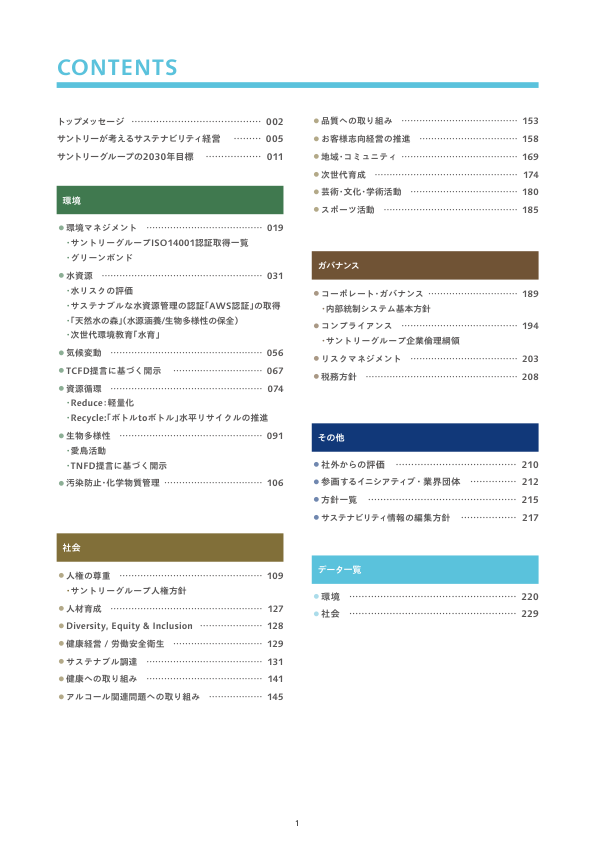 CONTENTS
トップメッセージ ………………………………… 002
サントリーが考えるサステナビリティ経営 ……… 005
サントリーグループの2030年目標 ……………… 011
環境
●環境マネジメント ……………………………… 019
・サントリーグループISO14001認証取得一覧
・グリーンボンド
●水資源 …………………………………………… 031
・水リスクの評価
・サステナブルな水資源管理の認証「AWS認証」の取得
・「天然水の森」(水源涵養/生物多様性の保全)
・次世代環境教育「水育」
●気候変動 ………………………………………… 056
●TCFD提言に基づく開示 ……………………… 067
●資源循環 ………………………………………… 074
・Reduce：軽量化
・Recycle:「ボトルtoボトル」水平リサイクルの推進
●生物多様性 ……………………………………… 091
・愛鳥活動
・TNFD提言に基づく開示
●汚染防止・化学物質管理 ……………………… 106
社会
●人権の尊重 ……………………………………… 109
・サントリーグループ人権方針
●人材育成 ………………………………………… 127
●Diversity, Equity & Inclusion ……………… 128
●健康経営 / 労働安全衛生 ……………………… 129
●サステナブル調達 ……………………………… 131
●健康への取り組み ……………………………… 141
●アルコール関連問題への取り組み …………… 145
●品質への取り組み ……………………………… 153
●お客様志向経営の推進 ………………………… 158
●地域・コミュニティ …………………………… 169
●次世代育成 ……………………………………… 174
●芸術・文化・学術活動 ………………………… 180
●スポーツ活動 …………………………………… 185
ガバナンス
●コーポレート・ガバナンス …………………… 189
・内部統制システム基本方針
●コンプライアンス ……………………………… 194
・サントリーグループ企業倫理綱領
●リスクマネジメント …………………………… 203
●税務方針 ………………………………………… 208
その他
●社外からの評価 ………………………………… 210
●参画するイニシアティブ・業界団体 ………… 212
●方針一覧 ………………………………………… 215
●サステナビリティ情報の編集方針 …………… 217
データ一覧
●環境 ……………………………………………… 220
●社会 ……………………………………………… 229
1